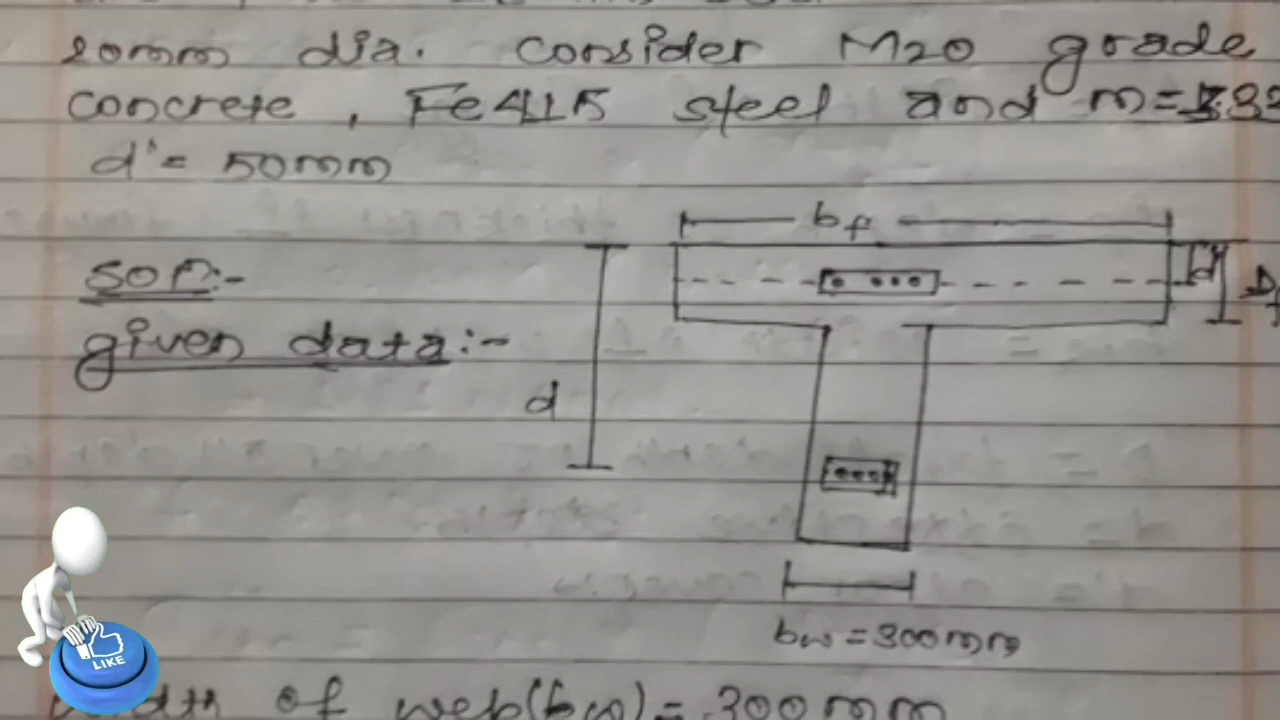 20mm dia. Consider M20 grade
concrete, Fe415 steel and m=
d' = 50mm
bf
Sol:-
d'
Df
given data:-
d
bw = 300mm
LIKE
width of web(bw) = 300mm